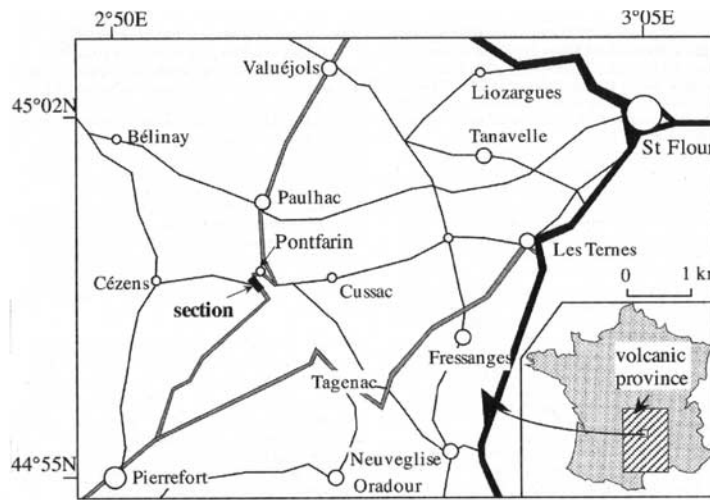 2°50E
3°05E
Valuéjols
Liozargues
45°02N
Bélinay
Tanavelle
St Flour
Paulhac
Pontfarin
Les Ternes
Cézens
Cussac
0 1 km
section
Fressanges
volcanic
province
Tagenac
44°55N
Pierrefort
Neuveglise
Oradour